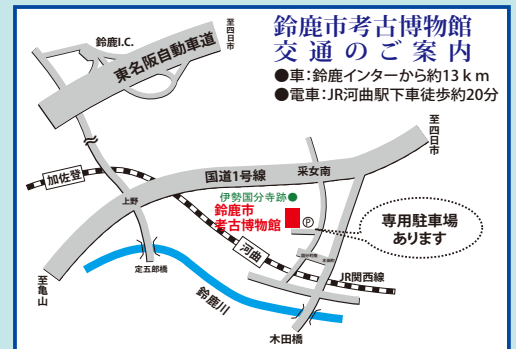 鈴鹿市考古博物館
交通のご案内
●車：鈴鹿インターから約13ｋｍ
●電車：JR河曲駅下車徒歩約20分
至四日市
鈴鹿I.C.
東名阪自動車道
至四日市
加佐登
国道1号線
采女南
上野
伊勢国分寺跡●
鈴鹿市
考古博物館
P
専用駐車場
あります
河曲
JR関西線
定五郎橋
至亀山
鈴鹿川
木田橋